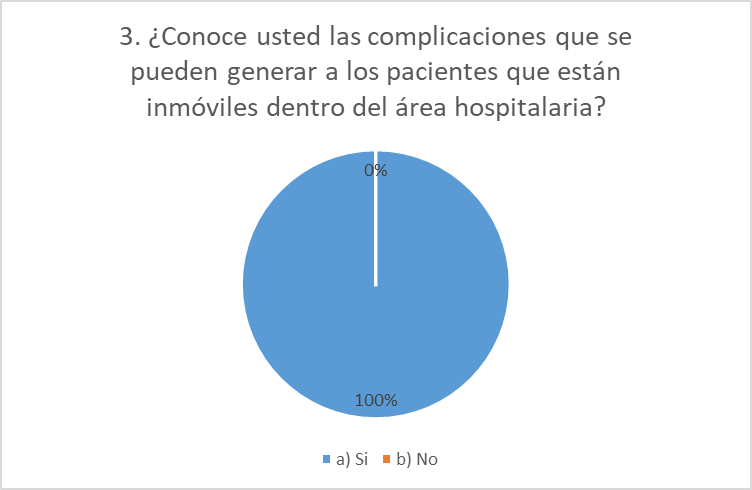 3. ¿Conoce usted las complicaciones que se
pueden generar a los pacientes que están
inmóviles dentro del área hospitalaria?
0%
100%
a) Si b) No